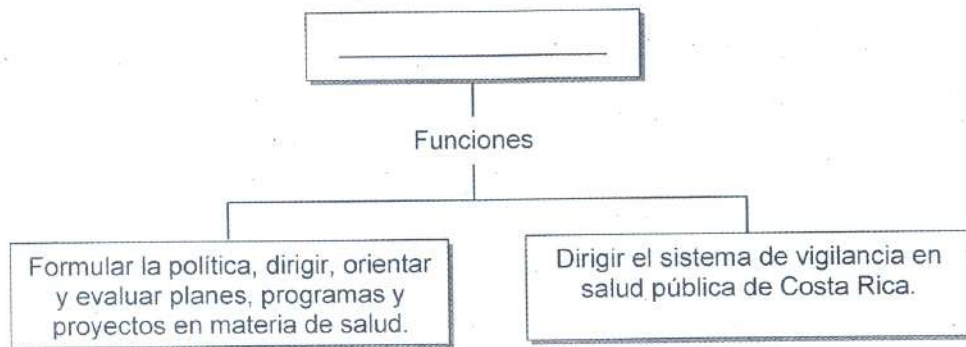 Funciones
Formular la política, dirigir, orientar
y evaluar planes, programas y
proyectos en materia de salud.
Dirigir el sistema de vigilancia en
salud pública de Costa Rica.